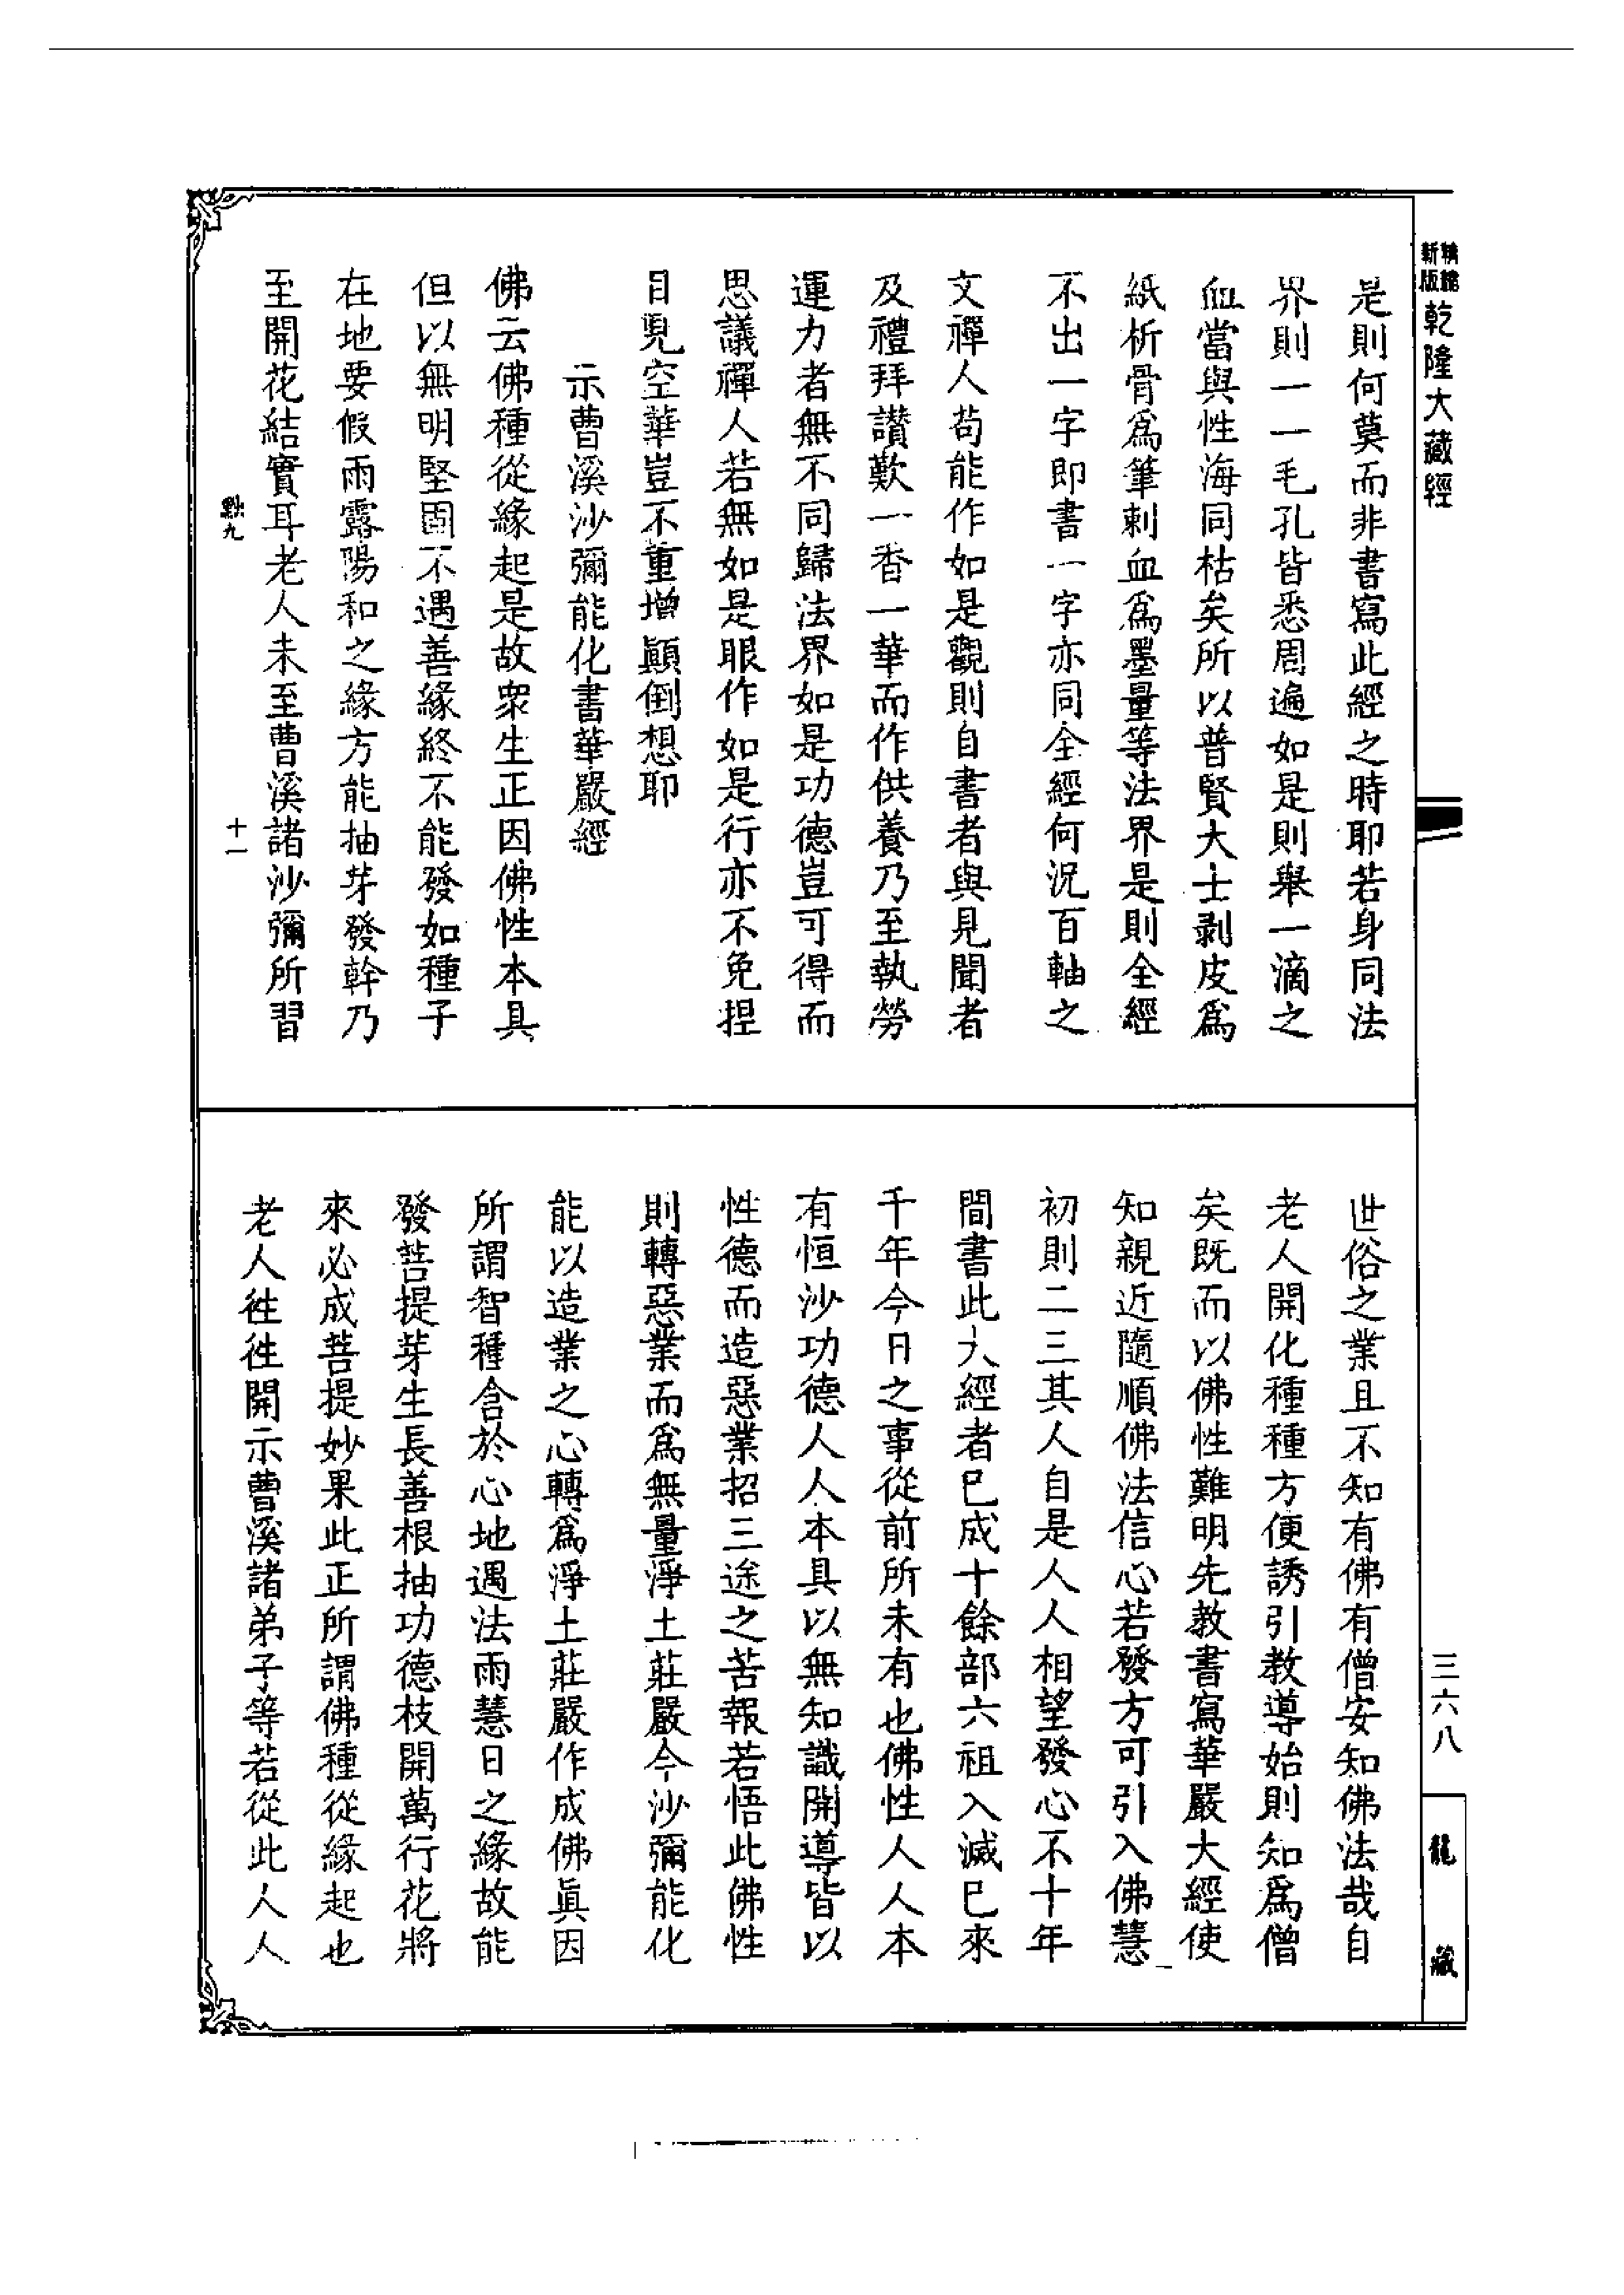 乾隆大藏經
是則何莫而非書寫此經之時耶若身同法
界則一一毛孔皆悉周遍如是則舉一滴之
血當與性海同枯矣所以普賢大士剥皮爲
紙析骨爲筆刺血爲墨量等法界是則全經
不出一字即書一字亦同全經何況百軸之
文禪人苟能作如是觀則自書者與見聞者
及禮拜讚歎一香一華而作供養乃至執勞
運力者無不同歸法界如是功德豈可得而
思議禪人若無如是眼作如是行亦不免捏
目見空華豈不重增顛倒想耶
示曹溪沙彌能化書華嚴經
佛云佛種從緣起是故衆生正因佛性本具
但以無明堅固不遇善緣終不能發如種子
在地要假雨露陽和之緣方能抽芽發幹乃
至開花結實耳老人未至曹溪諸沙彌所習
九
十一
世俗之業且不知有佛有僧安知佛法哉自
老人開化種種方便誘引教導始則知爲僧
矣既而以佛性難明先教書寫華嚴大經使
知親近隨順佛法信心若發方可引入佛慧
初則二三其人自是人人相望發心不十年
間書此大經者已成十餘部六祖入滅已來
千年今日之事從前所未有也佛性人人本
有恒沙功德人人本具以無知識開導皆以
性德而造惡業招三途之苦報若悟此佛性
則轉惡業而爲無量淨土莊嚴今沙彌能化
能以造業之心轉爲淨土莊嚴作成佛眞因
所謂智種含於心地遇法雨慧日之緣故能
發菩提芽生長善根抽功德枝開萬行花將
來必成菩提妙果此正所謂佛種從緣起也
老人徃徃開示曹溪諸弟子等若從此人人
三六八
龍藏